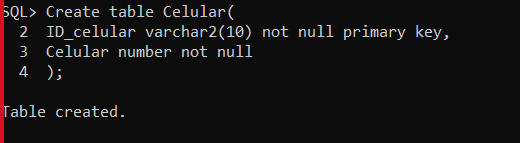 SQL> Create table Celular(
  2  ID_celular varchar2(10) not null primary key,
  3  Celular number not null
  4  );
Table created.